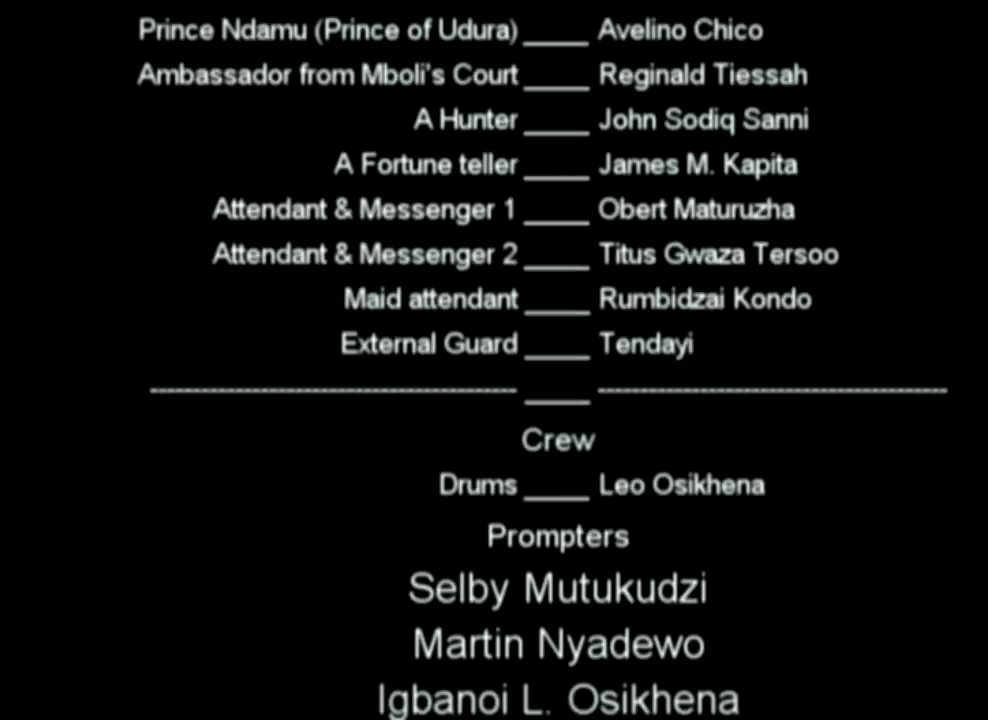 Prince Ndamu (Prince of Udura) ____ Avelino Chico
Ambassador from Mboli's Court ____ Reginald Tiessah
A Hunter ____ John Sodiq Sanni
A Fortune teller ____ James M. Kapita
Attendant & Messenger 1 ____ Obert Maturuzha
Attendant & Messenger 2 ____ Titus Gwaza Tersoo
Maid attendant ____ Rumbidzai Kondo
External Guard ____ Tendayi
---------------------------------------- ____ --------------------------------------
Crew
Drums ____ Leo Osikhena
Prompters
Selby Mutukudzi
Martin Nyadewo
Igbanoi L. Osikhena